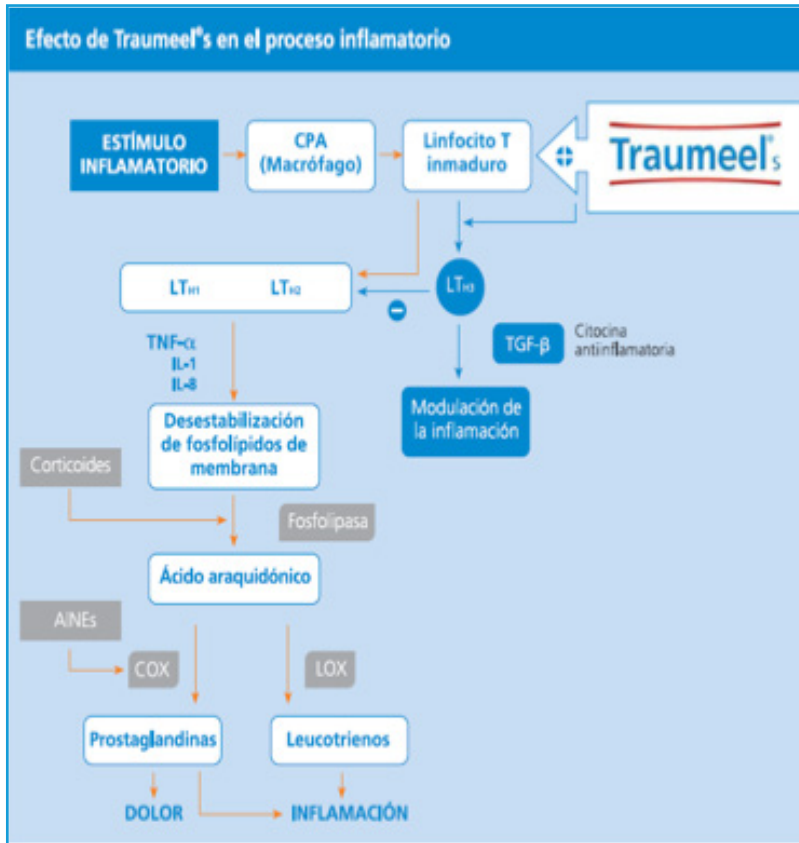 Efecto de Traumeel®s en el proceso inflamatorio
ESTÍMULO
INFLAMATORIO
CPA
(Macrófago)
Linfocito T
inmaduro
Traumeel®s
LTH1
LTH2
LTH3
TNF-α
IL-1
IL-8
TGF-β
Citocina
antiinflamatoria
Modulación de
la inflamación
Desestabilización
de fosfolípidos de
membrana
Corticoides
Fosfolipasa
Ácido araquidónico
AINEs
COX
LOX
Prostaglandinas
Leucotrienos
DOLOR
INFLAMACIÓN